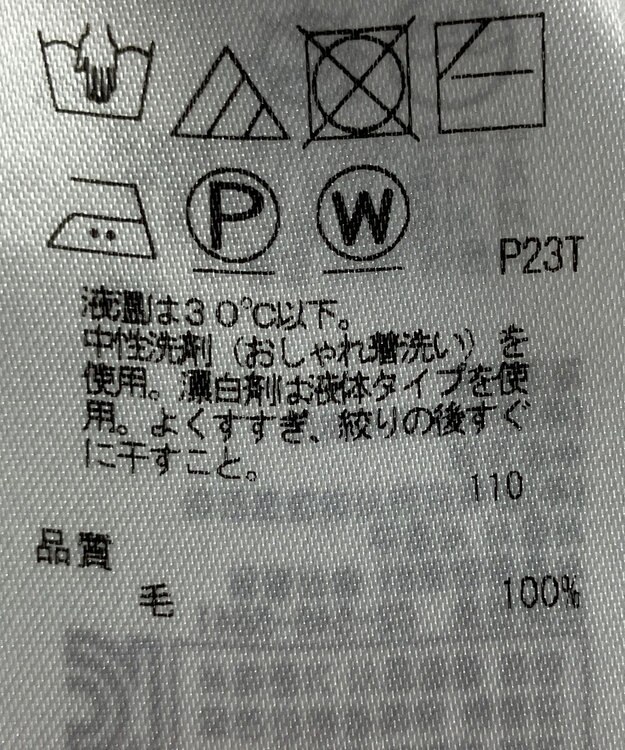 P
W
P23T
液温は30℃以下。
中性洗剤（おしゃれ着洗い）を
使用。漂白剤は液体タイプを使
用。よくすすぎ、絞りの後すぐ
に干すこと。
110
品質
毛 100%